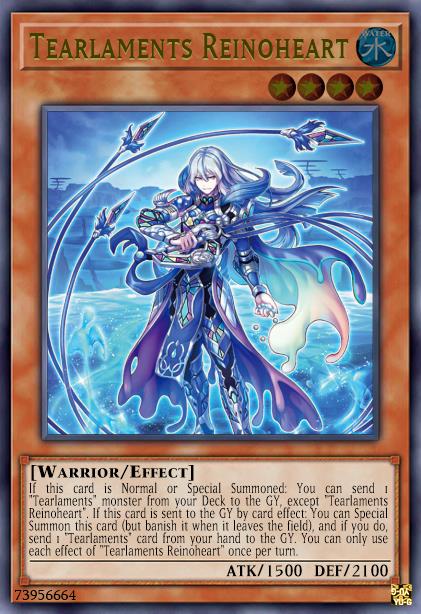 Tearlaments Reinoheart
WATER
水
[Warrior/Effect]
If this card is Normal or Special Summoned: You can send 1
"Tearlaments" monster from your Deck to the GY, except "Tearlaments
Reinoheart". If this card is sent to the GY by card effect: You can Special
Summon this card (but banish it when it leaves the field), and if you do,
send 1 "Tearlaments" card from your hand to the GY. You can only use
each effect of "Tearlaments Reinoheart" once per turn.
ATK/1500 DEF/2100
73956664